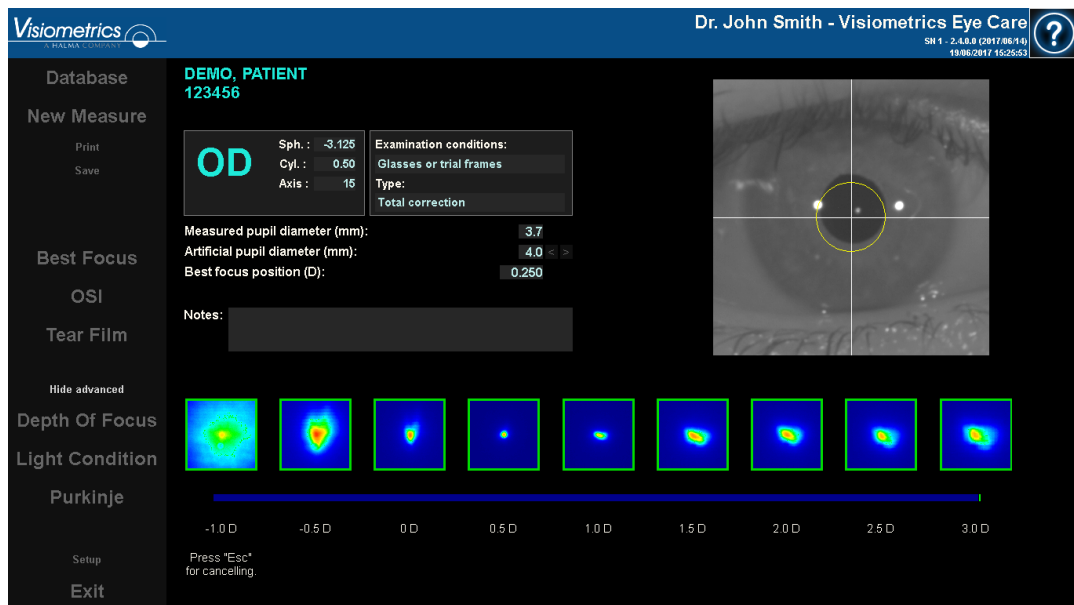 Visiometrics
A HALMA COMPANY
Dr. John Smith - Visiometrics Eye Care
SN 1 - 2.4.0.0 (2017/06/14)
19/06/2017 15:25:53
?
Database
New Measure
Print
Save
Best Focus
OSI
Tear Film
Hide advanced
Depth Of Focus
Light Condition
Purkinje
Setup
Exit
DEMO, PATIENT
123456
OD
Sph. : -3.125
Cyl. : 0.50
Axis : 15
Examination conditions:
Glasses or trial frames
Type:
Total correction
Measured pupil diameter (mm): 3.7
Artificial pupil diameter (mm): 4.0 < >
Best focus position (D): 0.250
Notes:
-1.0 D -0.5 D 0 D 0.5 D 1.0 D 1.5 D 2.0 D 2.5 D 3.0 D
Press "Esc"
for cancelling.